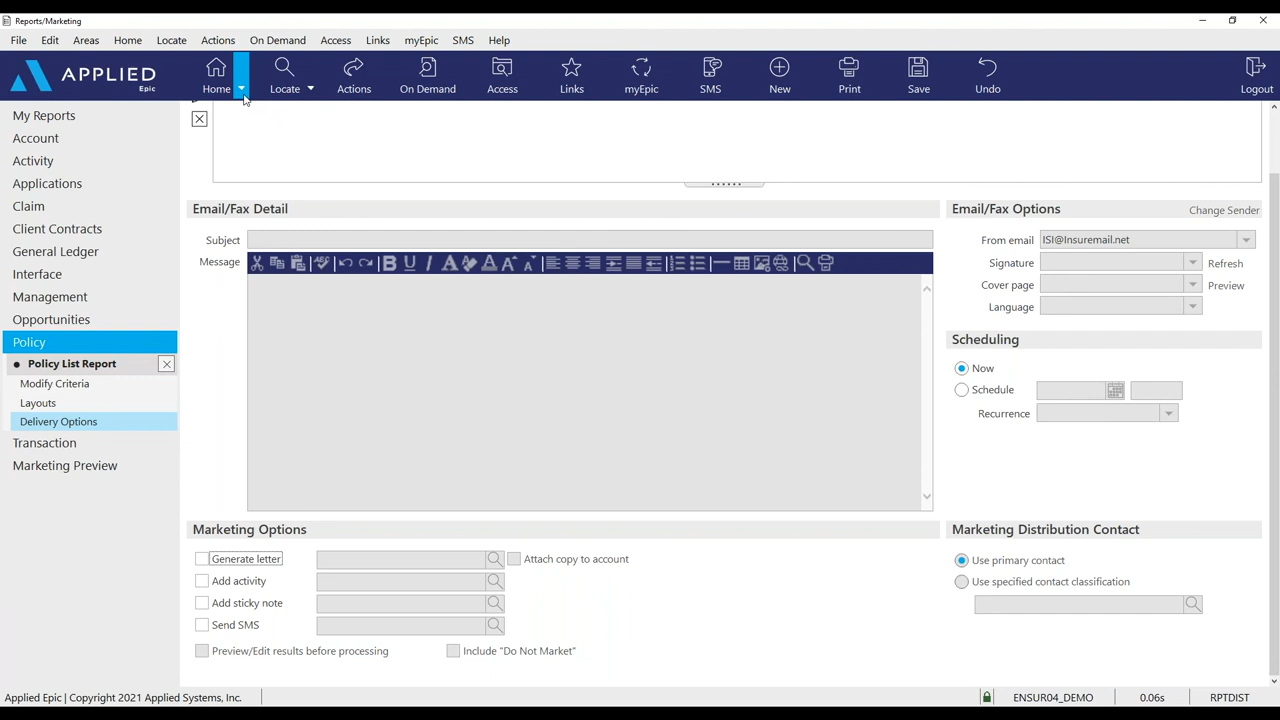 Reports/Marketing
File Edit Areas Home Locate Actions On Demand Access Links myEpic SMS Help
APPLIED
Epic
Home Locate Actions On Demand Access Links myEpic SMS New Print Save Undo Logout
My Reports
Account
Activity
Applications
Claim
Client Contracts
General Ledger
Interface
Management
Opportunities
Policy
Policy List Report
Modify Criteria
Layouts
Delivery Options
Transaction
Marketing Preview
Email/Fax Detail
Subject
Message
Email/Fax Options Change Sender
From email ISI@Insuremail.net
Signature Refresh
Cover page Preview
Language
Scheduling
Now
Schedule
Recurrence
Marketing Options
Generate letter Attach copy to account
Add activity
Add sticky note
Send SMS
Preview/Edit results before processing Include "Do Not Market"
Marketing Distribution Contact
Use primary contact
Use specified contact classification
Applied Epic | Copyright 2021 Applied Systems, Inc. ENSUR04_DEMO 0.06s RPTDIST